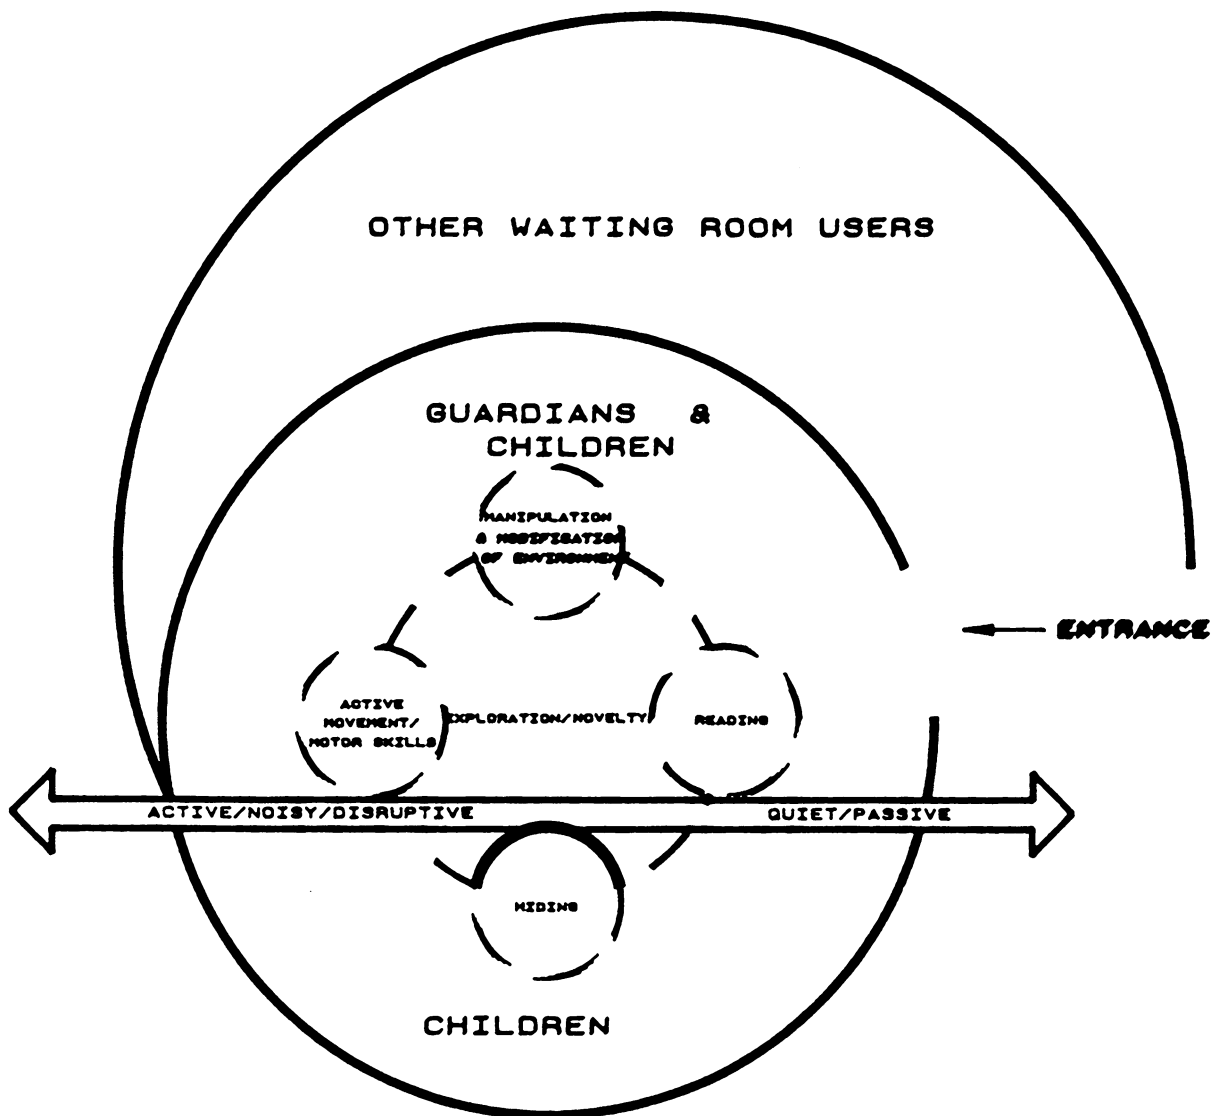 OTHER WAITING ROOM USERS
GUARDIANS &
CHILDREN
MANIPULATION
& MODIFICATION
OF ENVIRONMENT
ENTRANCE
ACTIVE
MOVEMENT/
MOTOR SKILLS
EXPLORATION/NOVELTY
READING
ACTIVE/NOISY/DISRUPTIVE
QUIET/PASSIVE
HIDING
CHILDREN